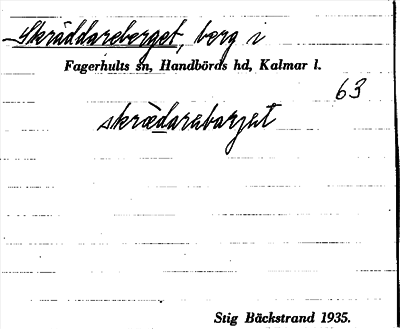 Skräddareberget, berg i
Fagerhults sn, Handbörds hd, Kalmar l.
63
skrædarabarjet
Stig Bäckstrand 1935.